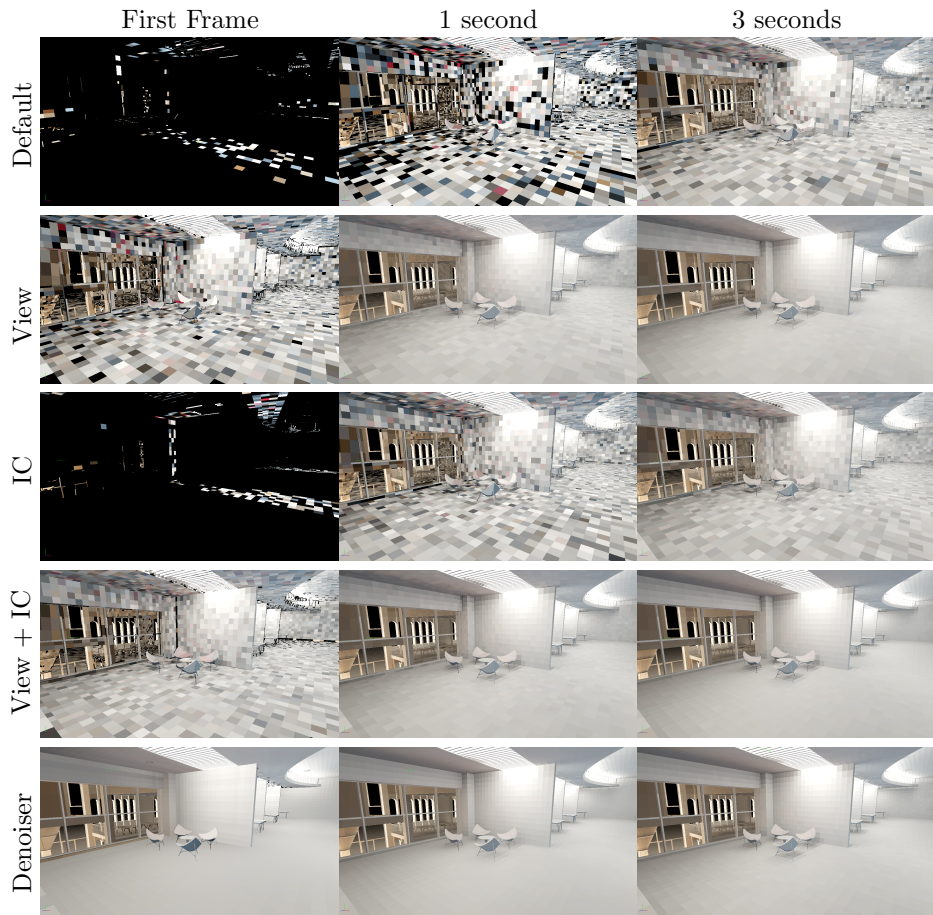 First Frame 1 second 3 seconds
Default
View
IC
View + IC
Denoiser